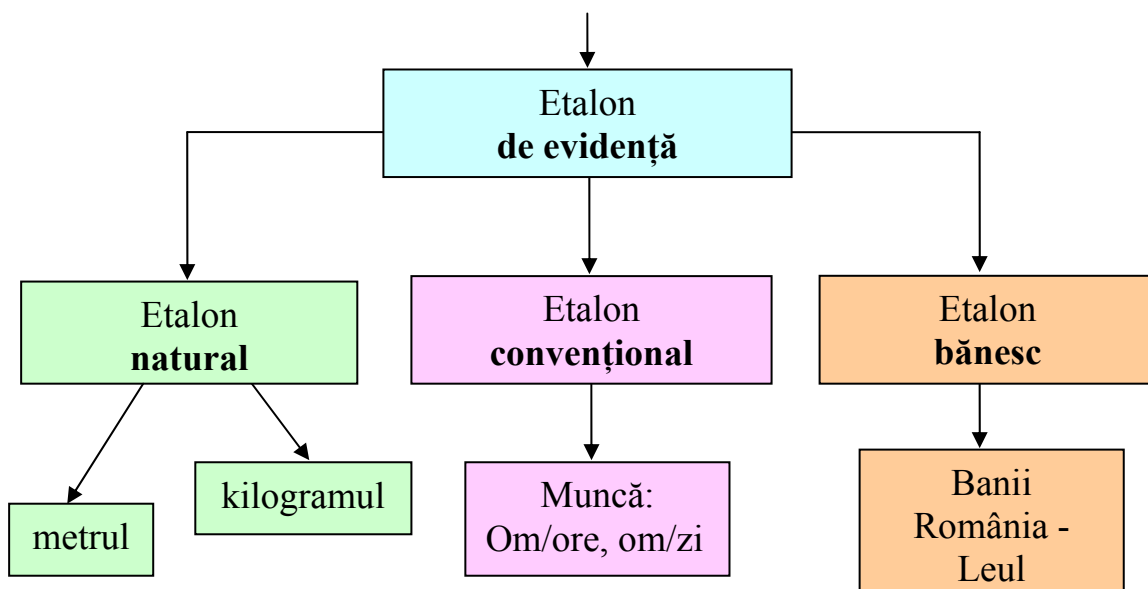 Etalon
de evidență
Etalon
natural
Etalon
convențional
Etalon
bănesc
metrul
kilogramul
Muncă:
Om/ore, om/zi
Banii
România -
Leul